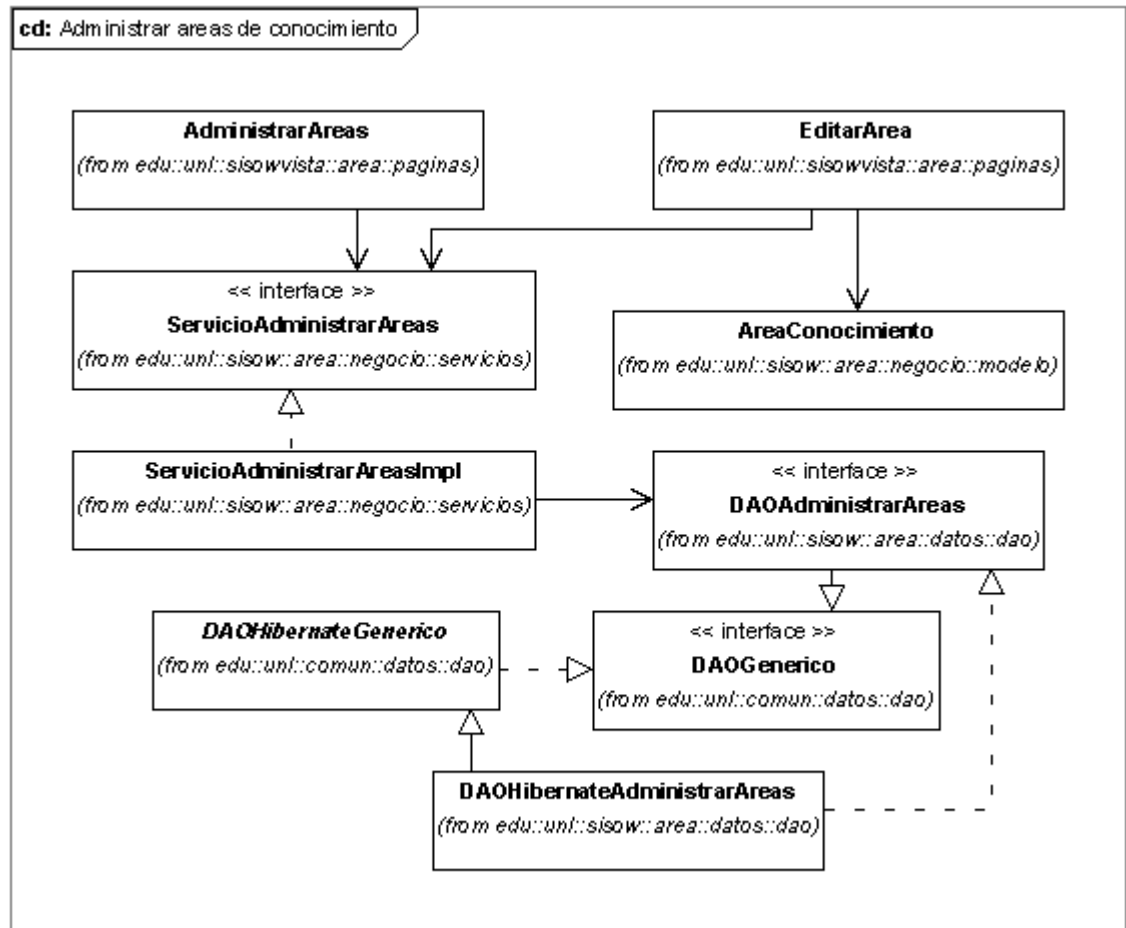 cd: Administrar areas de conocimiento
AdministrarAreas
(from edu::unl::sisowvista::area::paginas)
EditarArea
(from edu::unl::sisowvista::area::paginas)
<< interface >>
ServicioAdministrarAreas
(from edu::unl::sisow::area::negocio::servicios)
AreaConocimiento
(from edu::unl::sisow::area::negocio::modelo)
ServicioAdministrarAreasImpl
(from edu::unl::sisow::area::negocio::servicios)
<< interface >>
DAOAdministrarAreas
(from edu::unl::sisow::area::datos::dao)
DAOHibernateGenerico
(from edu::unl::comun::datos::dao)
<< interface >>
DAOGenerico
(from edu::unl::comun::datos::dao)
DAOHibernateAdministrarAreas
(from edu::unl::sisow::area::datos::dao)